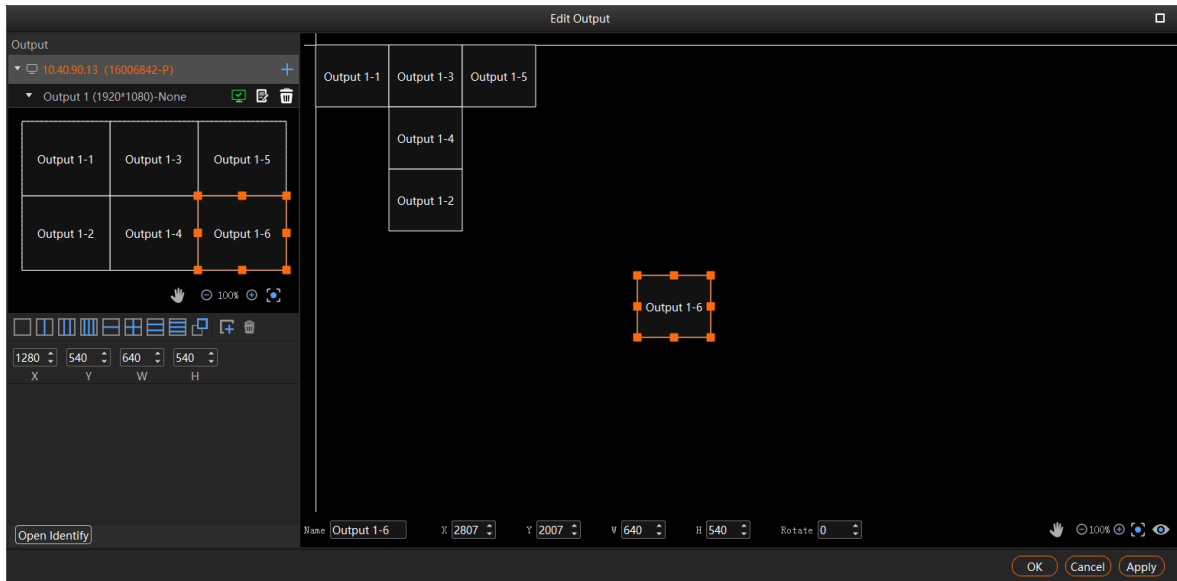 Edit Output
Output
10.40.90.13 (16006842-P)
Output 1 (1920*1080)-None
Output 1-1 Output 1-3 Output 1-5
Output 1-2 Output 1-4 Output 1-6
100%
1280 540 640 540
X Y W H
Open Identify
Output 1-1 Output 1-3 Output 1-5
Output 1-4
Output 1-2
Output 1-6
Name Output 1-6 X 2807 Y 2007 W 640 H 540 Rotate 0 100%
OK Cancel Apply